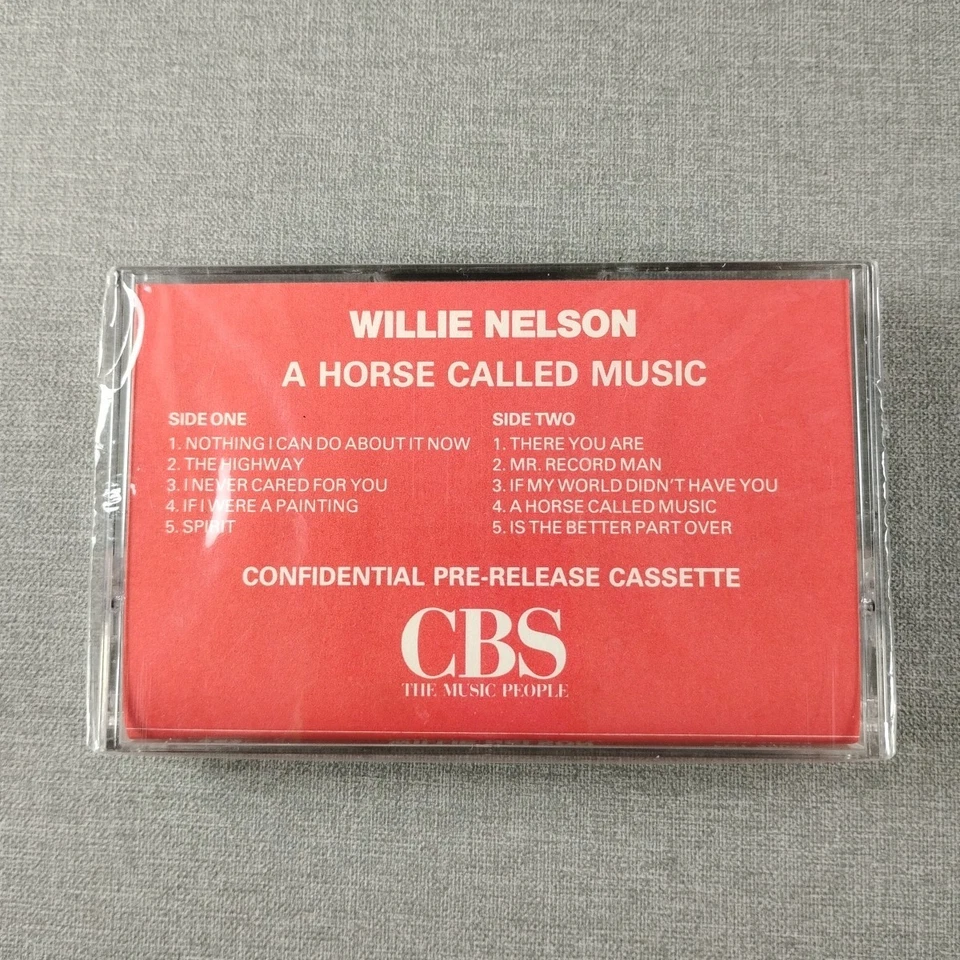 WILLIE NELSON
A HORSE CALLED MUSIC
SIDE ONE
1. NOTHING I CAN DO ABOUT IT NOW
2. THE HIGHWAY
3. I NEVER CARED FOR YOU
4. IF I WERE A PAINTING
5. SPIRIT
SIDE TWO
1. THERE YOU ARE
2. MR. RECORD MAN
3. IF MY WORLD DIDN'T HAVE YOU
4. A HORSE CALLED MUSIC
5. IS THE BETTER PART OVER
CONFIDENTIAL PRE-RELEASE CASSETTE
CBS
THE MUSIC PEOPLE